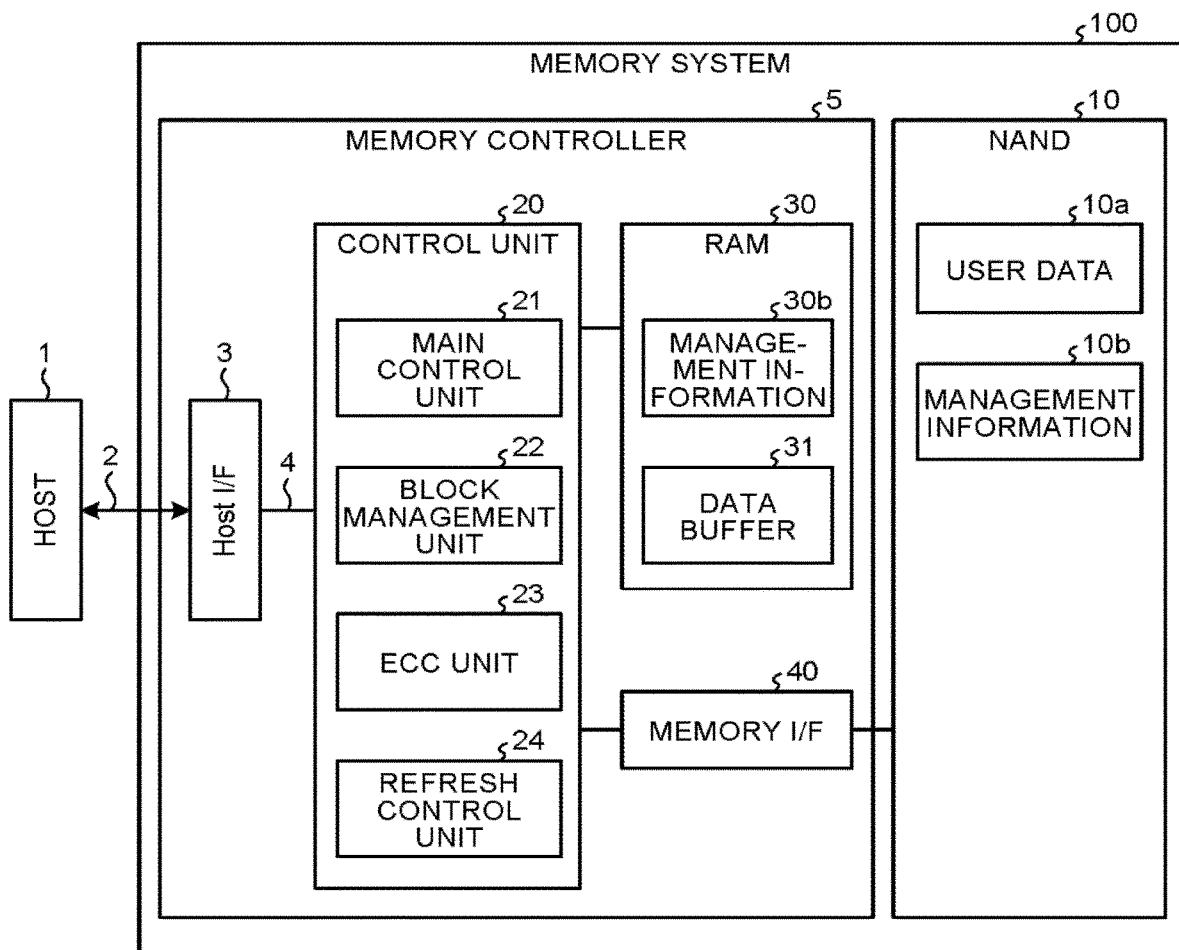 100
MEMORY SYSTEM
5
MEMORY CONTROLLER
10
NAND
20
CONTROL UNIT
30
RAM
10a
USER DATA
21
MAIN
CONTROL
UNIT
30b
MANAGE-
MENT IN-
FORMATION
10b
MANAGEMENT
INFORMATION
1
HOST
2
3
Host I/F
4
22
BLOCK
MANAGEMENT
UNIT
31
DATA
BUFFER
23
ECC UNIT
40
MEMORY I/F
24
REFRESH
CONTROL
UNIT